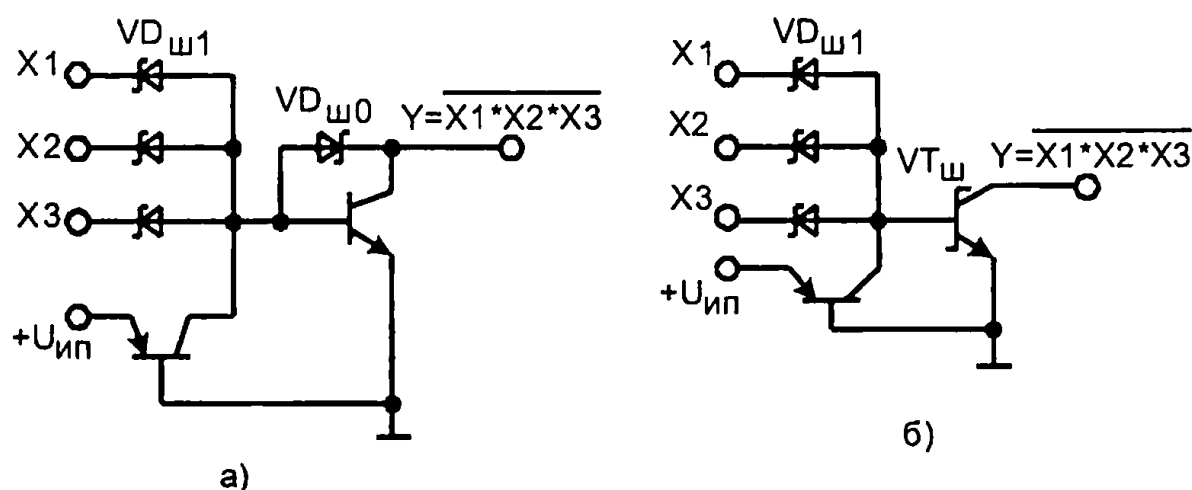 VDш1
X1
X2
VDш0
Y=X1*X2*X3
X3
+Uип
а)
VDш1
X1
X2
VTш
Y=X1*X2*X3
X3
+Uип
б)